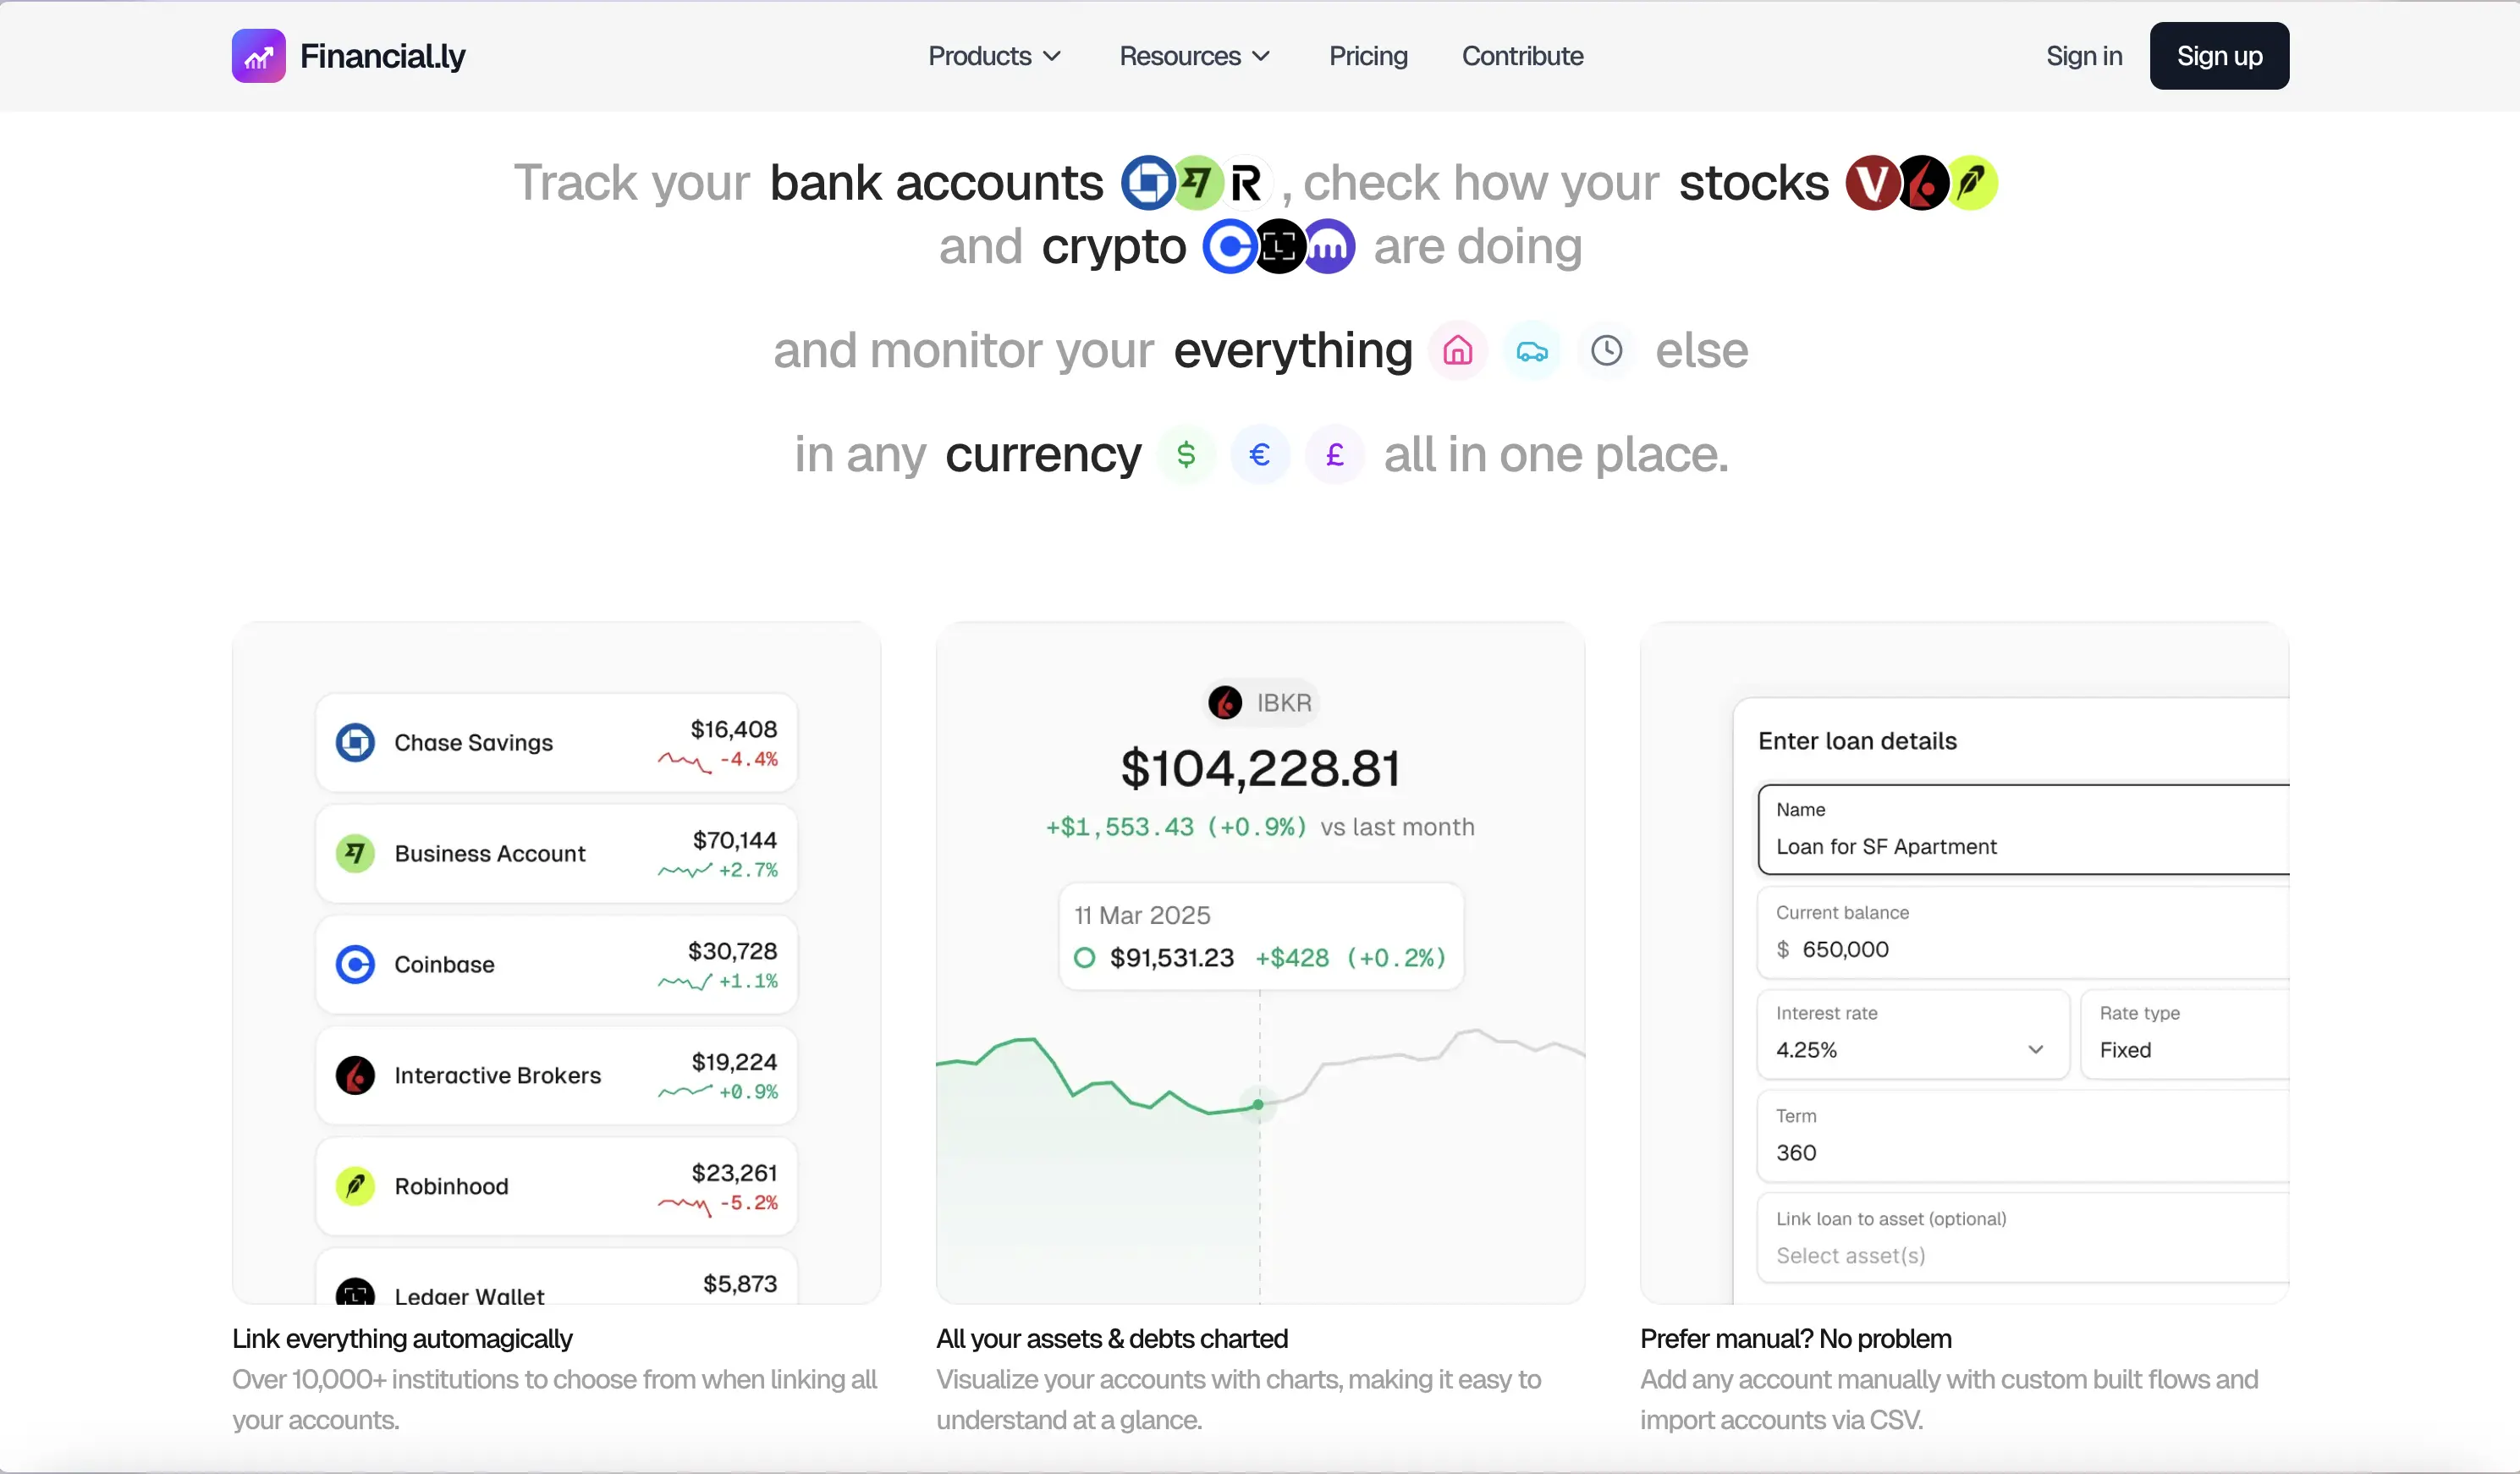 Financial.ly
Products
Resources
Pricing
Contribute
Sign in
Sign up
Track your bank accounts , check how your stocks
and crypto are doing
and monitor your everything else
in any currency $ € £ all in one place.
Chase Savings
$16,408
-4.4%
Business Account
$70,144
+2.7%
Coinbase
$30,728
+1.1%
Interactive Brokers
$19,224
+0.9%
Robinhood
$23,261
-5.2%
Ledger Wallet
$5,873
Link everything automagically
Over 10,000+ institutions to choose from when linking all
your accounts.
IBKR
$104,228.81
+$1,553.43 (+0.9%) vs last month
11 Mar 2025
$91,531.23 +$428 (+0.2%)
All your assets & debts charted
Visualize your accounts with charts, making it easy to
understand at a glance.
Enter loan details
Name
Loan for SF Apartment
Current balance
$ 650,000
Interest rate
4.25%
Rate type
Fixed
Term
360
Link loan to asset (optional)
Select asset(s)
Prefer manual? No problem
Add any account manually with custom built flows and
import accounts via CSV.